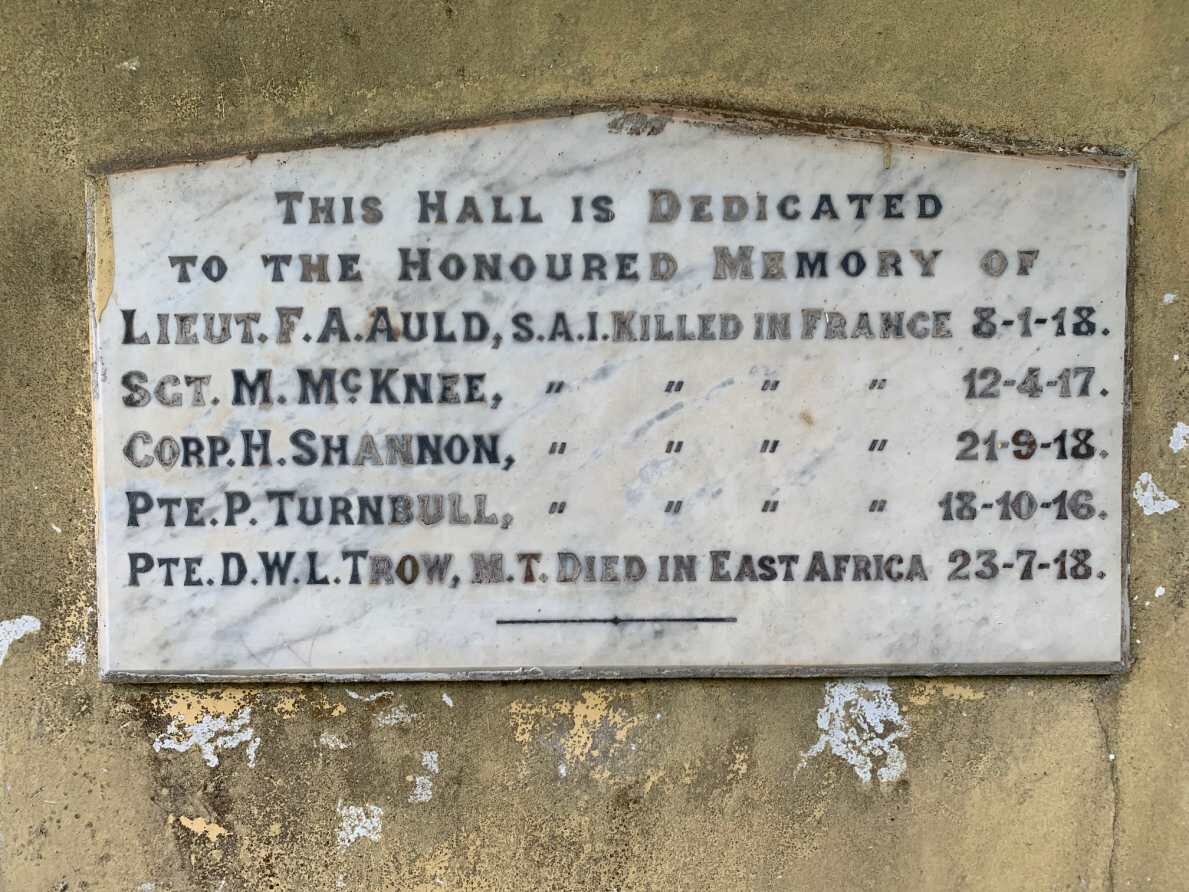 THIS HALL IS DEDICATED
TO THE HONOURED MEMORY OF
LIEUT. F. A. AULD, S.A.I. KILLED IN FRANCE 8-1-18.
SGT. M. McKNEE, " " " " 12-4-17.
CORP. H. SHANNON, " " " " 21-9-18.
PTE. P. TURNBULL, " " " " 18-10-16.
PTE. D.W.L. TROW, M.T. DIED IN EAST AFRICA 23-7-18.